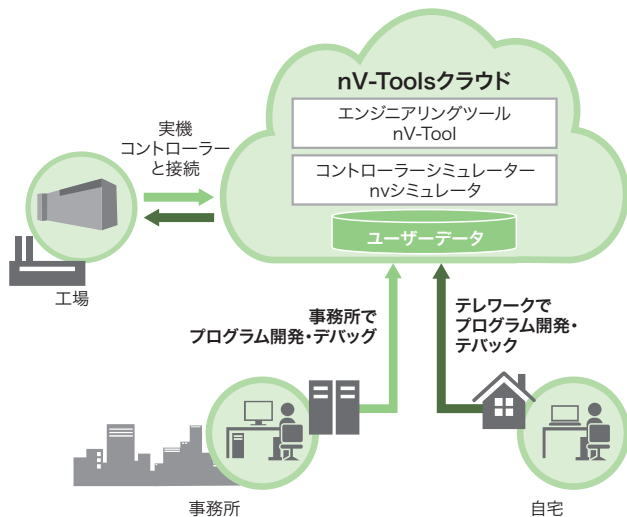 nV-Toolsクラウド
エンジニアリングツール
nV-Tool
コントローラーシミュレーター
nvシミュレータ
ユーザーデータ
実機
コントローラー
と接続
工場
事務所で
プログラム開発・デバッグ
テレワークで
プログラム開発・
テバック
事務所
自宅